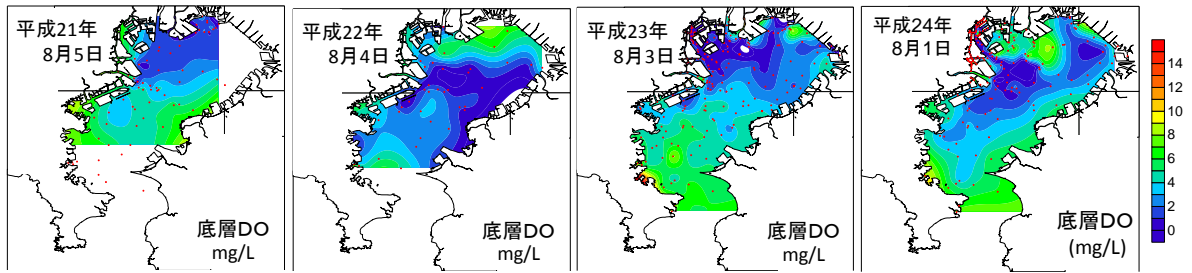 平成21年
8月5日
底層DO
mg/L
平成22年
8月4日
底層DO
mg/L
平成23年
8月3日
底層DO
mg/L
平成24年
8月1日
底層DO
(mg/L)
14
12
10
8
6
4
2
0